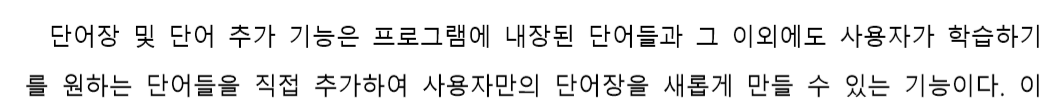 단어장 및 단어 추가 기능은 프로그램에 내장된 단어들과 그 이외에도 사용자가 학습하기
를 원하는 단어들을 직접 추가하여 사용자만의 단어장을 새롭게 만들 수 있는 기능이다. 이